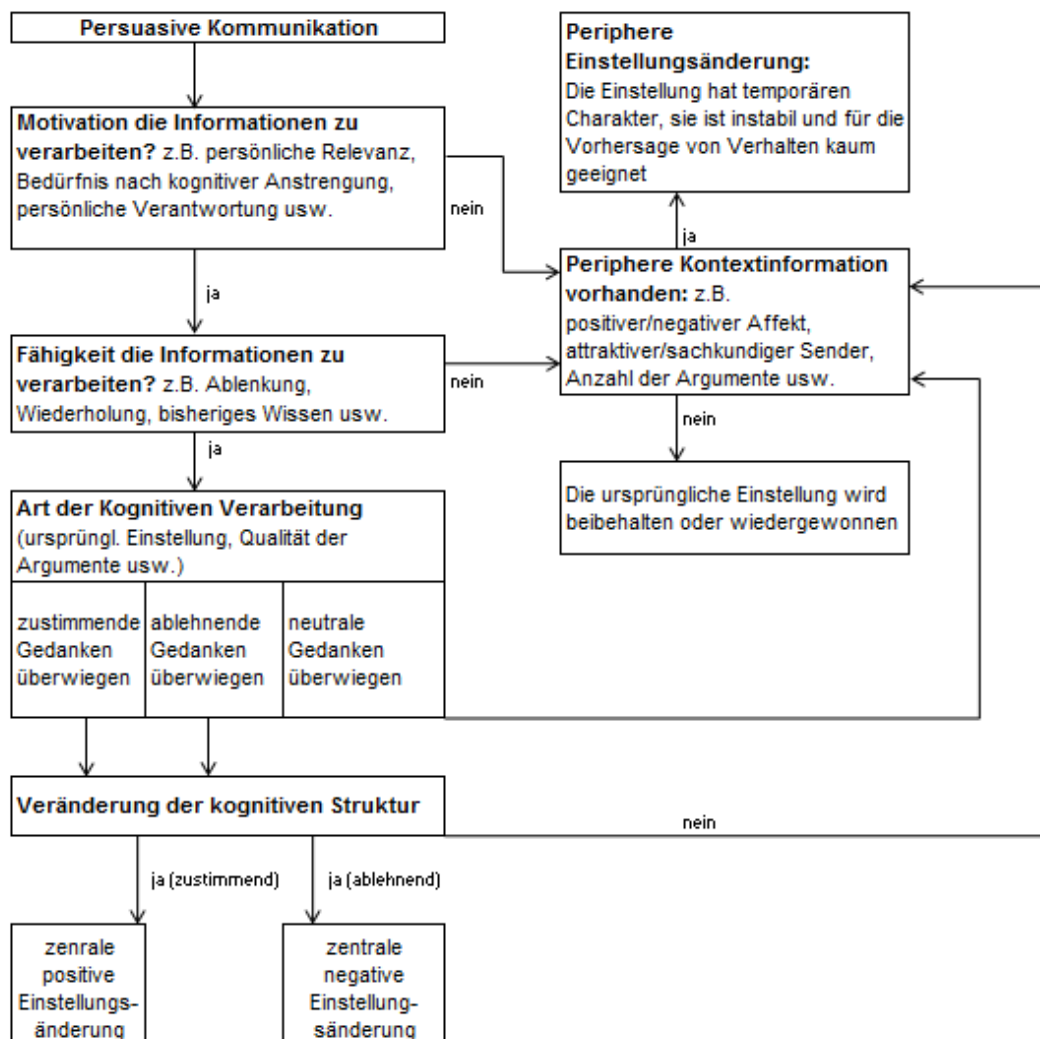 Persuasive Kommunikation
Motivation die Informationen zu
verarbeiten? z.B. persönliche Relevanz,
Bedürfnis nach kognitiver Anstrengung,
persönliche Verantwortung usw.
nein
ja
Fähigkeit die Informationen zu
verarbeiten? z.B. Ablenkung,
Wiederholung, bisheriges Wissen usw.
nein
ja
Art der Kognitiven Verarbeitung
(ursprüngl. Einstellung, Qualität der
Argumente usw.)
zustimmende
Gedanken
überwiegen
ablehnende
Gedanken
überwiegen
neutrale
Gedanken
überwiegen
Veränderung der kognitiven Struktur
nein
ja (zustimmend)
ja (ablehnend)
zenrale
positive
Einstellungs-
änderung
zentrale
negative
Einstellung-
sänderung
Periphere
Einstellungsänderung:
Die Einstellung hat temporären
Charakter, sie ist instabil und für die
Vorhersage von Verhalten kaum
geeignet
ja
Periphere Kontextinformation
vorhanden: z.B.
positiver/negativer Affekt,
attraktiver/sachkundiger Sender,
Anzahl der Argumente usw.
nein
Die ursprüngliche Einstellung wird
beibehalten oder wiedergewonnen